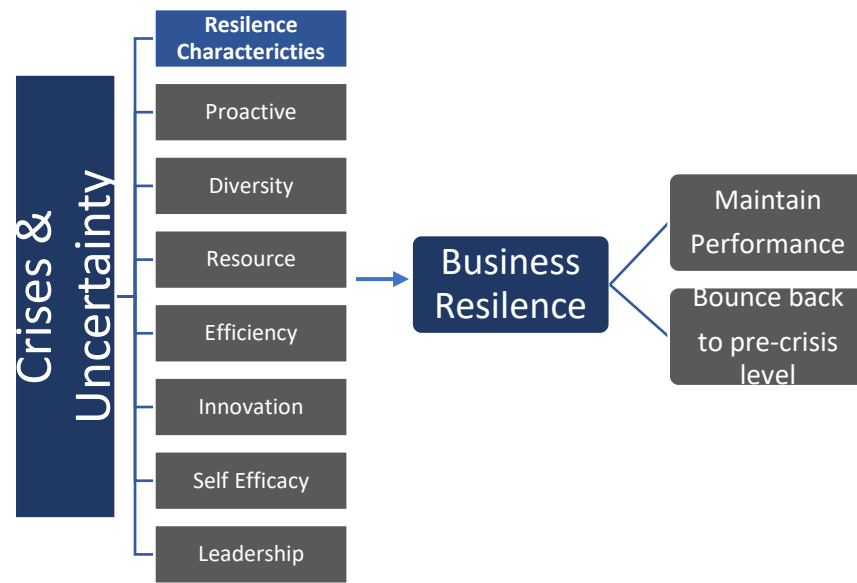 Crises &
Uncertainty
Resilence
Charactericties
Proactive
Diversity
Resource
Efficiency
Innovation
Self Efficacy
Leadership
Business
Resilence
Maintain
Performance
Bounce back
to pre-crisis
level